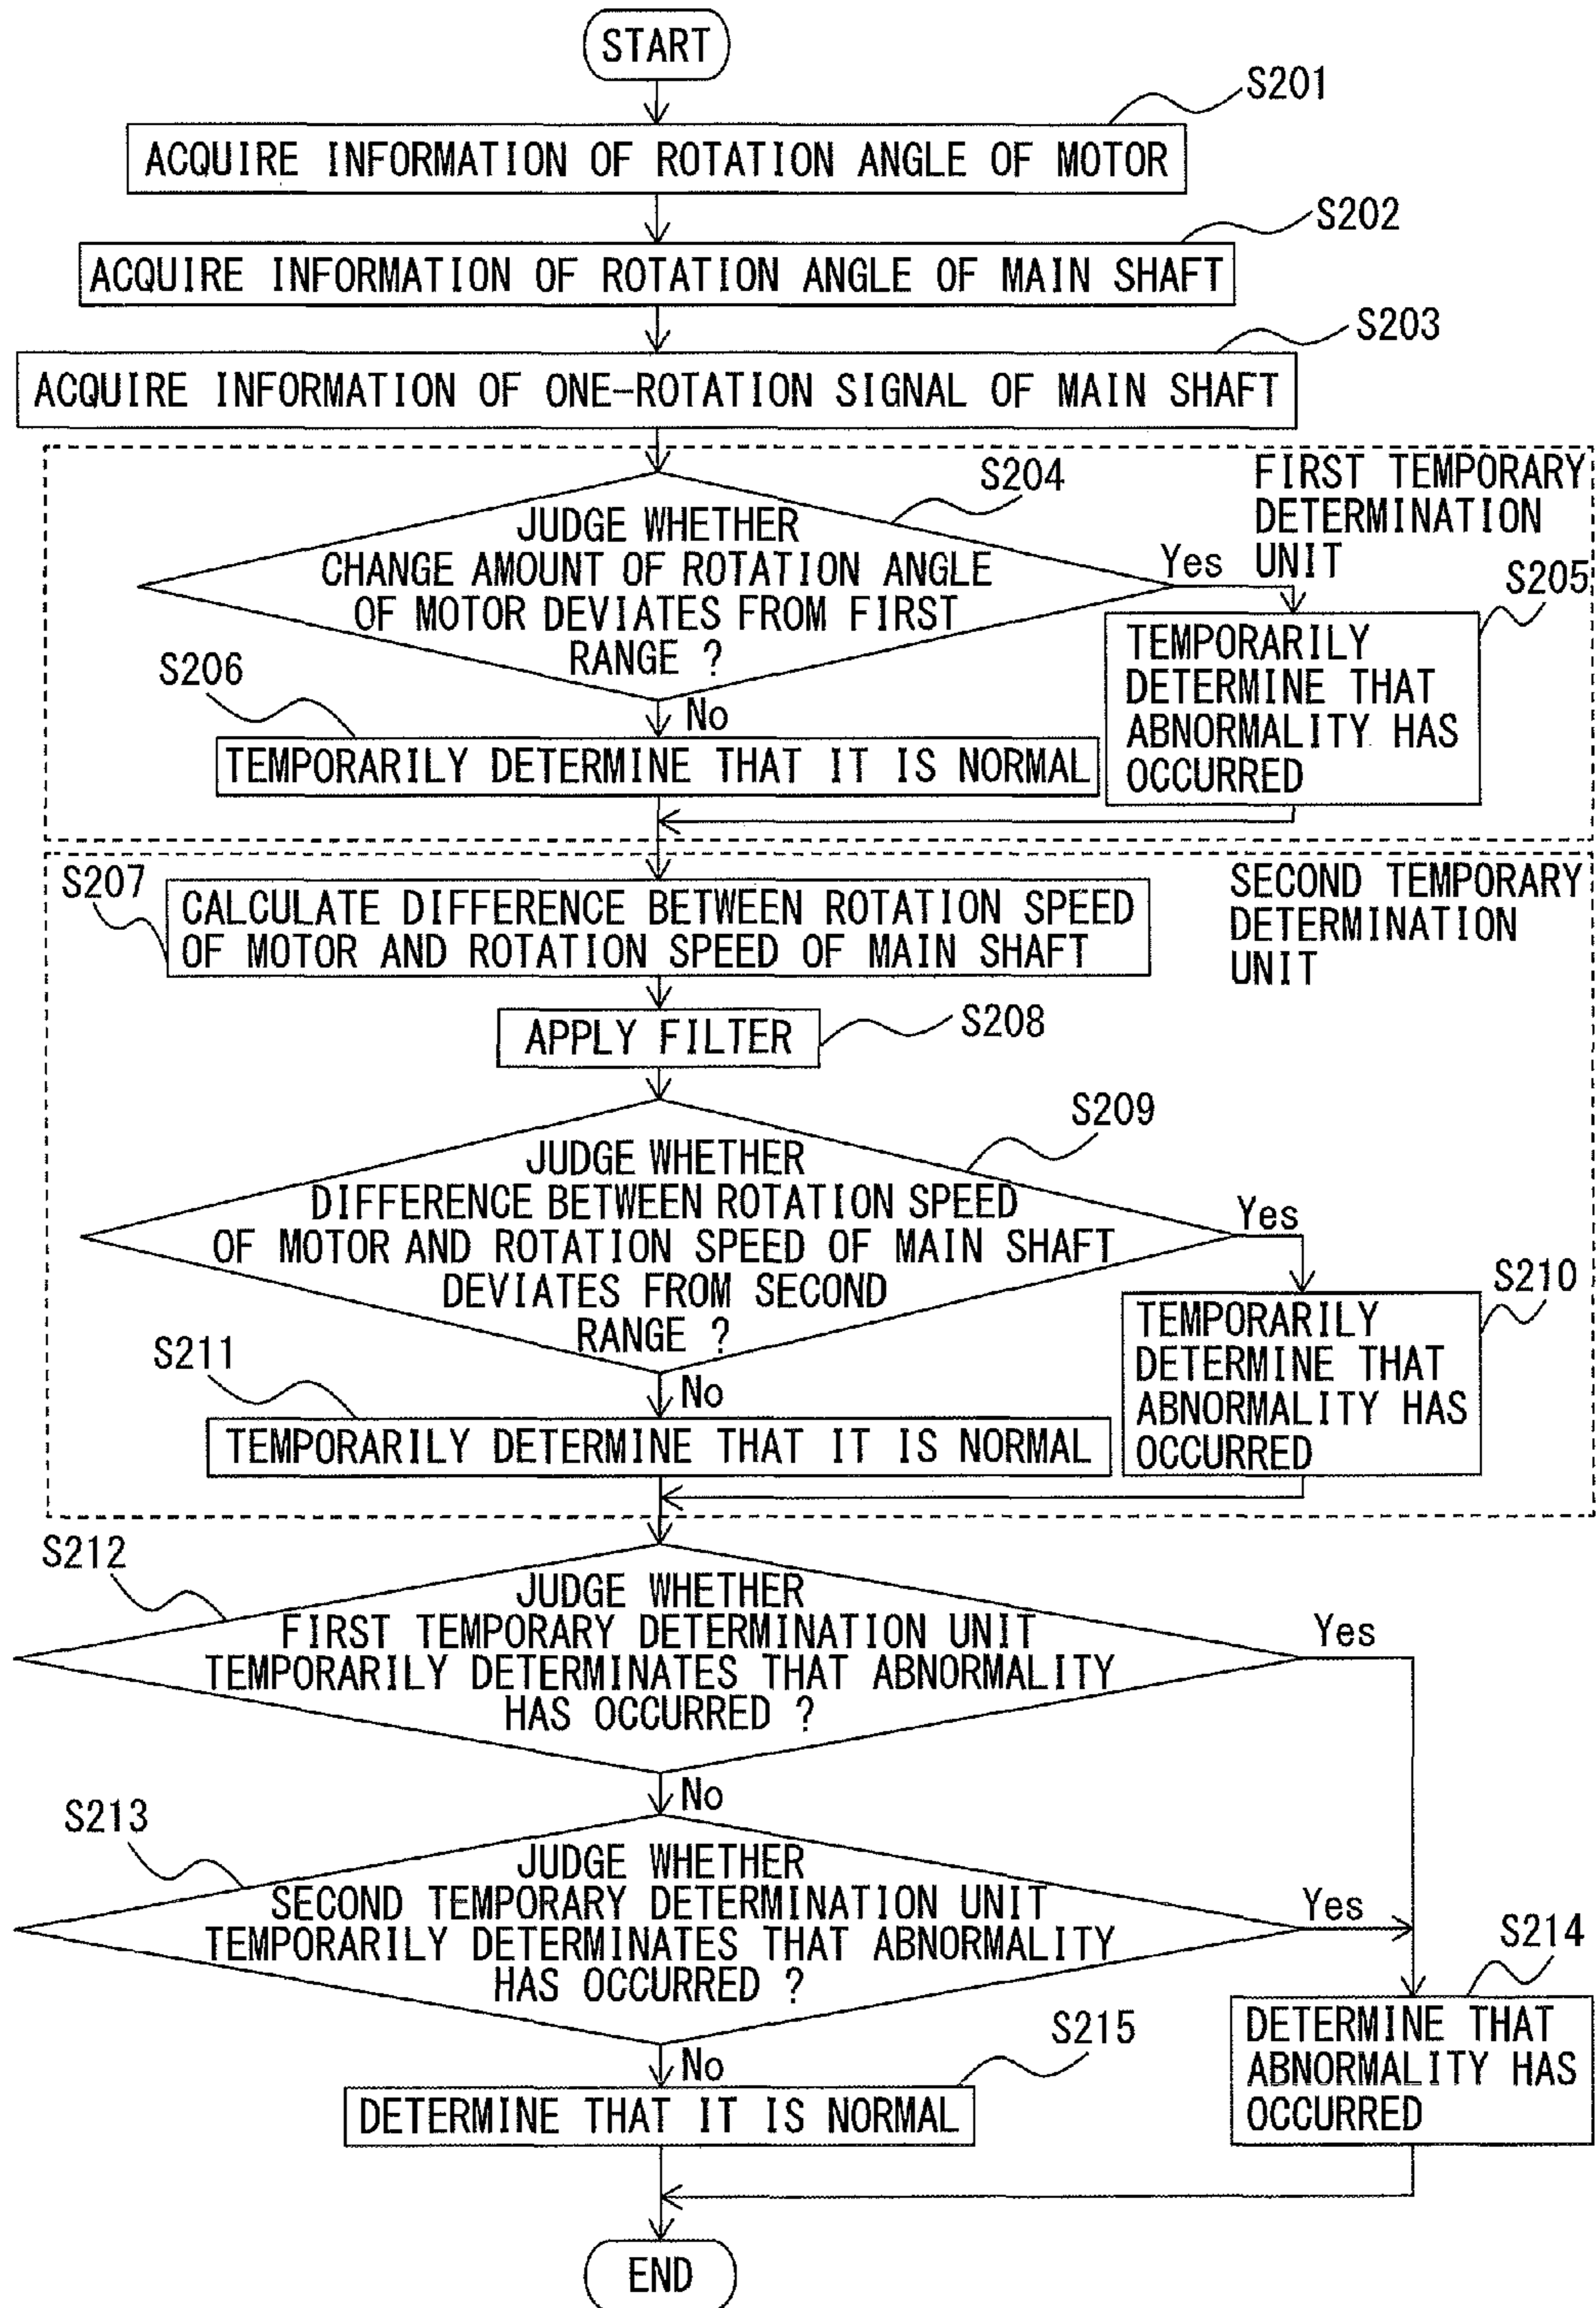 START
S201
ACQUIRE INFORMATION OF ROTATION ANGLE OF MOTOR
S202
ACQUIRE INFORMATION OF ROTATION ANGLE OF MAIN SHAFT
S203
ACQUIRE INFORMATION OF ONE-ROTATION SIGNAL OF MAIN SHAFT
FIRST TEMPORARY
DETERMINATION
UNIT
S204
JUDGE WHETHER
CHANGE AMOUNT OF ROTATION ANGLE
OF MOTOR DEVIATES FROM FIRST
RANGE ?
Yes
S205
TEMPORARILY
DETERMINE THAT
ABNORMALITY HAS
OCCURRED
S206
No
TEMPORARILY DETERMINE THAT IT IS NORMAL
SECOND TEMPORARY
DETERMINATION
UNIT
S207
CALCULATE DIFFERENCE BETWEEN ROTATION SPEED
OF MOTOR AND ROTATION SPEED OF MAIN SHAFT
APPLY FILTER
S208
S209
JUDGE WHETHER
DIFFERENCE BETWEEN ROTATION SPEED
OF MOTOR AND ROTATION SPEED OF MAIN SHAFT
DEVIATES FROM SECOND
RANGE ?
Yes
S210
TEMPORARILY
DETERMINE THAT
ABNORMALITY HAS
OCCURRED
S211
No
TEMPORARILY DETERMINE THAT IT IS NORMAL
S212
JUDGE WHETHER
FIRST TEMPORARY DETERMINATION UNIT
TEMPORARILY DETERMINATES THAT ABNORMALITY
HAS OCCURRED ?
Yes
No
S213
JUDGE WHETHER
SECOND TEMPORARY DETERMINATION UNIT
TEMPORARILY DETERMINATES THAT ABNORMALITY
HAS OCCURRED ?
Yes
S214
DETERMINE THAT
ABNORMALITY HAS
OCCURRED
No
S215
DETERMINE THAT IT IS NORMAL
END